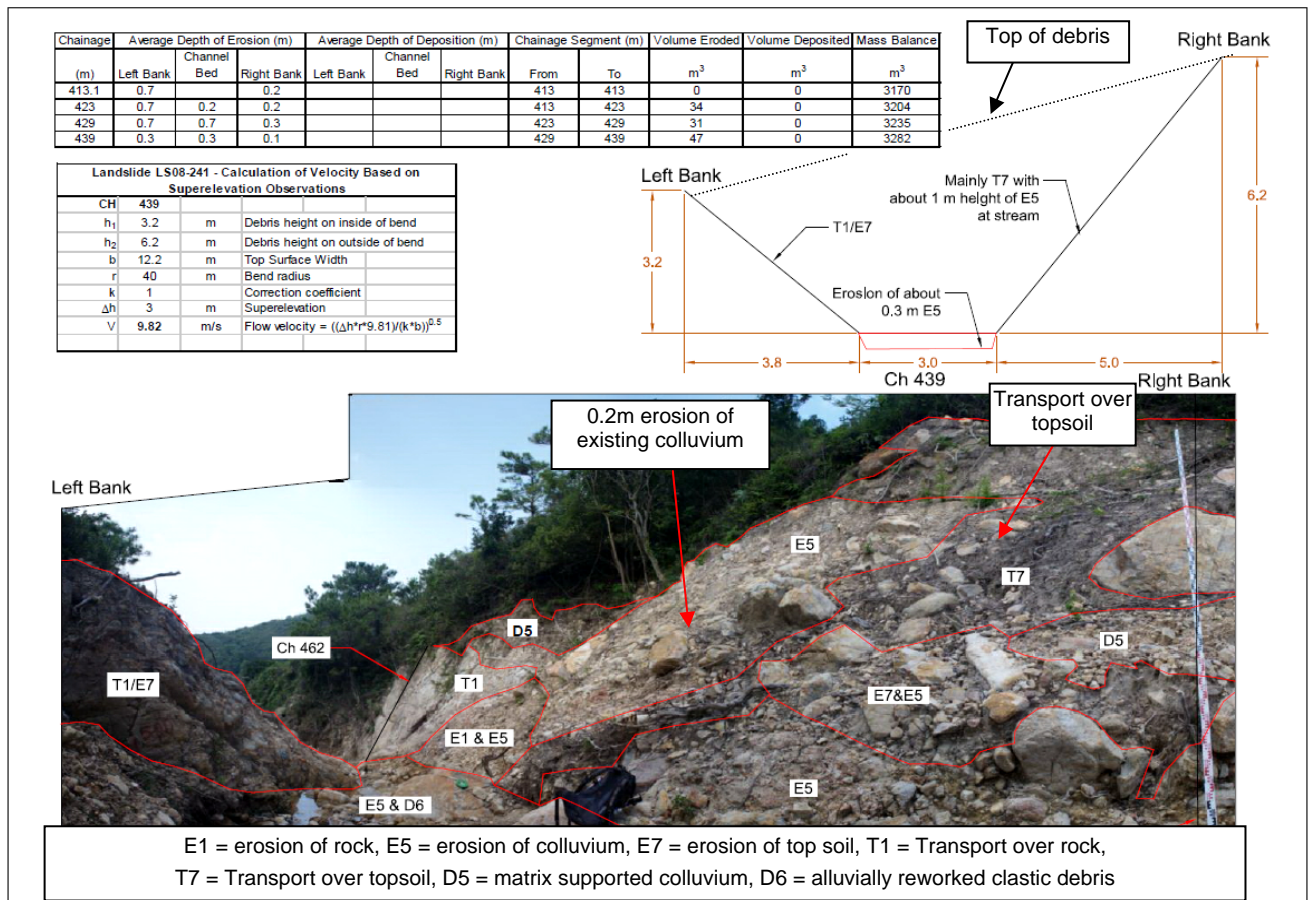 Chainage Average Depth of Erosion (m) Average Depth of Deposition (m) Chainage Segment (m) Volume Eroded Volume Deposited Mass Balance
(m) Left Bank Channel Bed Right Bank Left Bank Channel Bed Right Bank From To m³ m³ m³
413.1 0.7 0.2 413 413 0 0 3170
423 0.7 0.2 0.2 413 423 34 0 3204
429 0.7 0.7 0.3 423 429 31 0 3235
439 0.3 0.3 0.1 429 439 47 0 3282
Top of debris
Right Bank
Landslide LS08-241 - Calculation of Velocity Based on
Superelevation Observations
CH 439
h₁ 3.2 m Debris height on inside of bend
h₂ 6.2 m Debris height on outside of bend
b 12.2 m Top Surface Width
r 40 m Bend radius
k 1 Correction coefficient
Δh 3 m Superelevation
V 9.82 m/s Flow velocity = ((Δh*r*9.81)/(k*b))^0.5
Left Bank
Mainly T7 with
about 1 m height of E5
at stream
6.2
T1/E7
3.2
Erosion of about
0.3 m E5
3.8
3.0
5.0
Ch 439
Right Bank
0.2m erosion of
existing colluvium
Transport over
topsoil
Left Bank
E5
T7
D5
D5
Ch 462
T1
T1/E7
E7&E5
E1 & E5
E5
E5 & D6
E1 = erosion of rock, E5 = erosion of colluvium, E7 = erosion of top soil, T1 = Transport over rock,
T7 = Transport over topsoil, D5 = matrix supported colluvium, D6 = alluvially reworked clastic debris